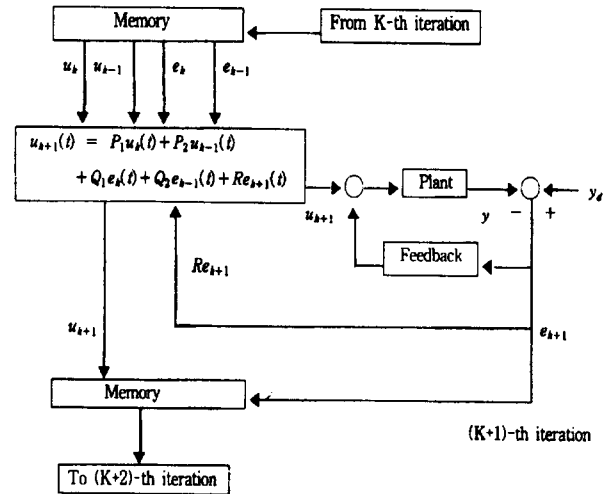 Memory
From K-th iteration
u_k u_{k-1} e_k e_{k-1}
u_{k+1}(t) = P_1u_k(t) + P_2u_{k-1}(t)
+ Q_1e_k(t) + Q_2e_{k-1}(t) + Re_{k+1}(t)
Plant
u_{k+1}
y
−
+
y_d
Feedback
Re_{k+1}
u_{k+1}
e_{k+1}
Memory
(K+1)-th iteration
To (K+2)-th iteration